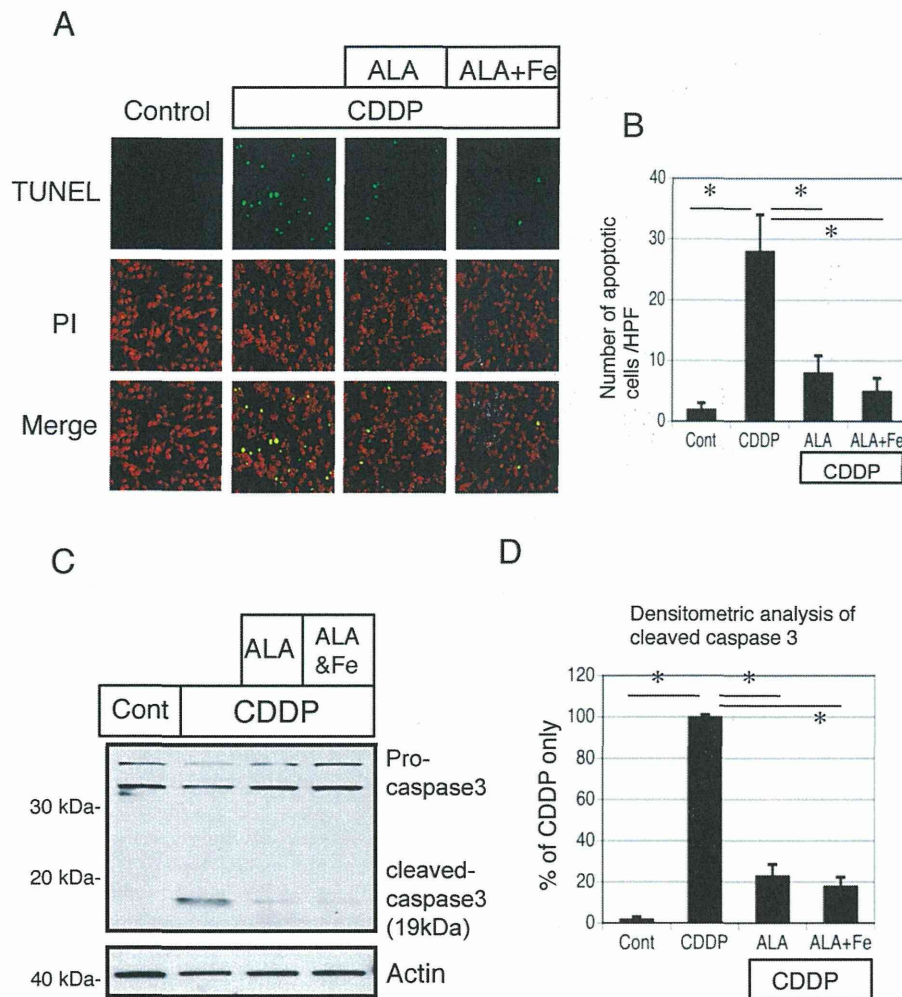 A
ALA
ALA+Fe
Control
CDDP
TUNEL
PI
Merge
B
Number of apoptotic
cells /HPF
40
30
20
10
0
*
*
*
Cont
CDDP
ALA
ALA+Fe
CDDP
C
ALA
ALA
&Fe
Cont
CDDP
Pro-
caspase3
30 kDa-
20 kDa-
cleaved-
caspase3
(19kDa)
40 kDa-
Actin
D
Densitometric analysis of
cleaved caspase 3
% of CDDP only
120
100
80
60
40
20
0
*
*
*
Cont
CDDP
ALA
ALA+Fe
CDDP